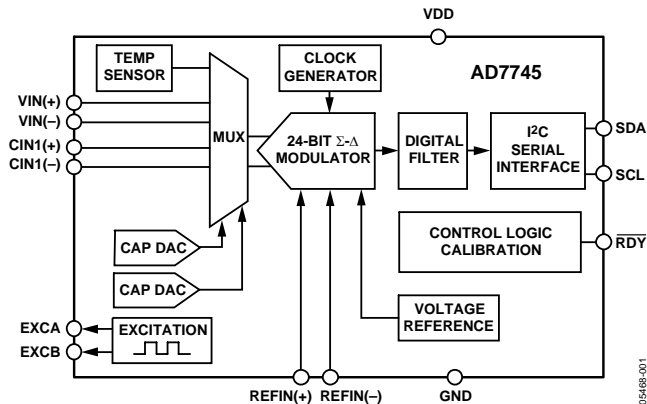 VDD
TEMP
SENSOR
CLOCK
GENERATOR
AD7745
VIN(+)
VIN(–)
CIN1(+)
CIN1(–)
MUX
24-BIT Σ-Δ
MODULATOR
DIGITAL
FILTER
I²C
SERIAL
INTERFACE
SDA
SCL
CAP DAC
CAP DAC
CONTROL LOGIC
CALIBRATION
RDY
EXCA
EXCB
EXCITATION
VOLTAGE
REFERENCE
REFIN(+) REFIN(–) GND
05468-001